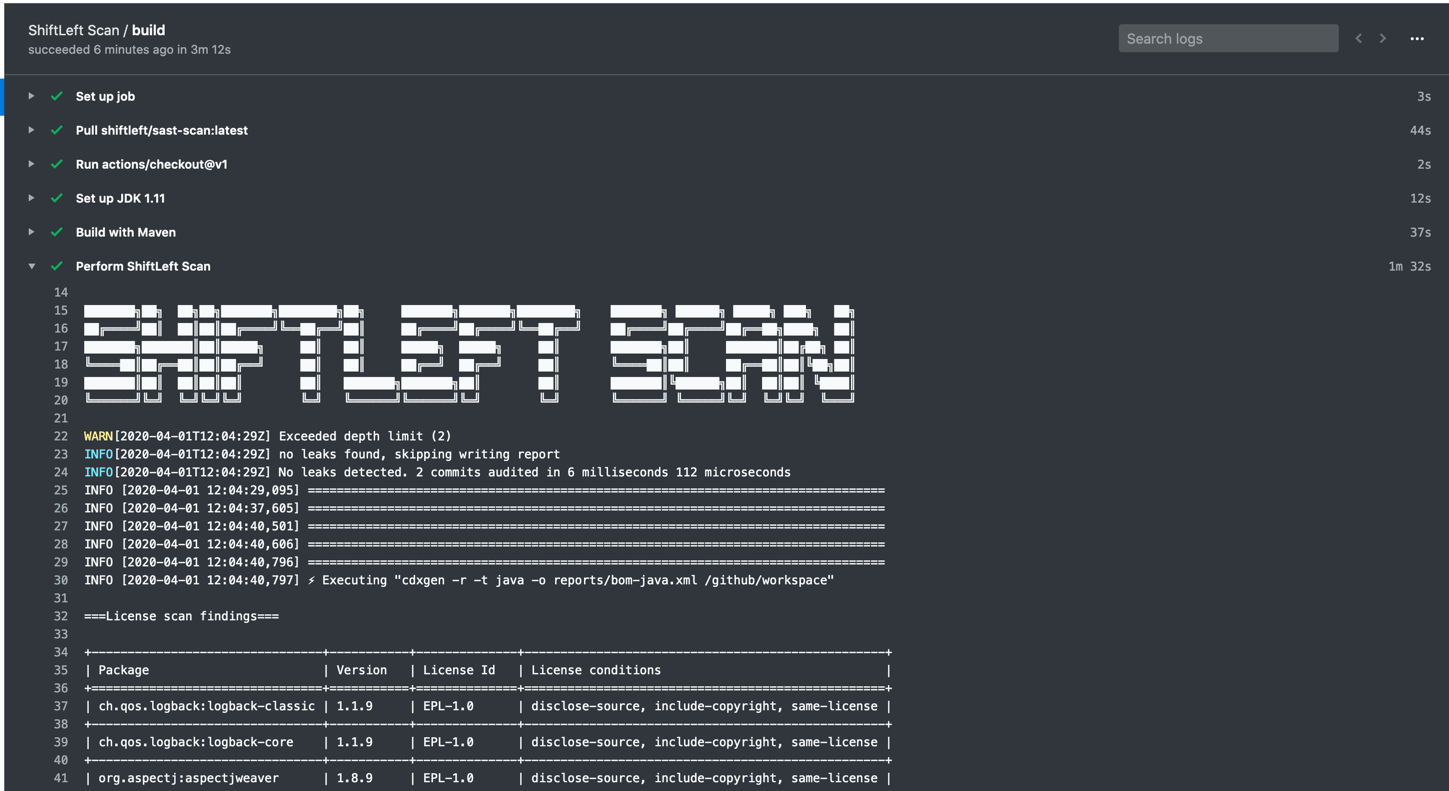 ShiftLeft Scan / build
succeeded 6 minutes ago in 3m 12s
Search logs
Set up job 3s
Pull shiftleft/sast-scan:latest 44s
Run actions/checkout@v1 2s
Set up JDK 1.11 12s
Build with Maven 37s
Perform ShiftLeft Scan 1m 32s
14
15
16
17 SHIFTLEFT SCAN
18
19
20
21
22 WARN[2020-04-01T12:04:29Z] Exceeded depth limit (2)
23 INFO[2020-04-01T12:04:29Z] no leaks found, skipping writing report
24 INFO[2020-04-01T12:04:29Z] No leaks detected. 2 commits audited in 6 milliseconds 112 microseconds
25 INFO [2020-04-01 12:04:29,095] ================================================================================
26 INFO [2020-04-01 12:04:37,605] ================================================================================
27 INFO [2020-04-01 12:04:40,501] ================================================================================
28 INFO [2020-04-01 12:04:40,606] ================================================================================
29 INFO [2020-04-01 12:04:40,796] ================================================================================
30 INFO [2020-04-01 12:04:40,797] ⚡ Executing "cdxgen -r -t java -o reports/bom-java.xml /github/workspace"
31
32 ===License scan findings===
33
34 +--------------------------------+-----------+--------------+--------------------------------------------------+
35 | Package | Version | License Id | License conditions |
36 +================================+===========+==============+==================================================+
37 | ch.qos.logback:logback-classic | 1.1.9 | EPL-1.0 | disclose-source, include-copyright, same-license |
38 +--------------------------------+-----------+--------------+--------------------------------------------------+
39 | ch.qos.logback:logback-core | 1.1.9 | EPL-1.0 | disclose-source, include-copyright, same-license |
40 +--------------------------------+-----------+--------------+--------------------------------------------------+
41 | org.aspectj:aspectjweaver | 1.8.9 | EPL-1.0 | disclose-source, include-copyright, same-license |